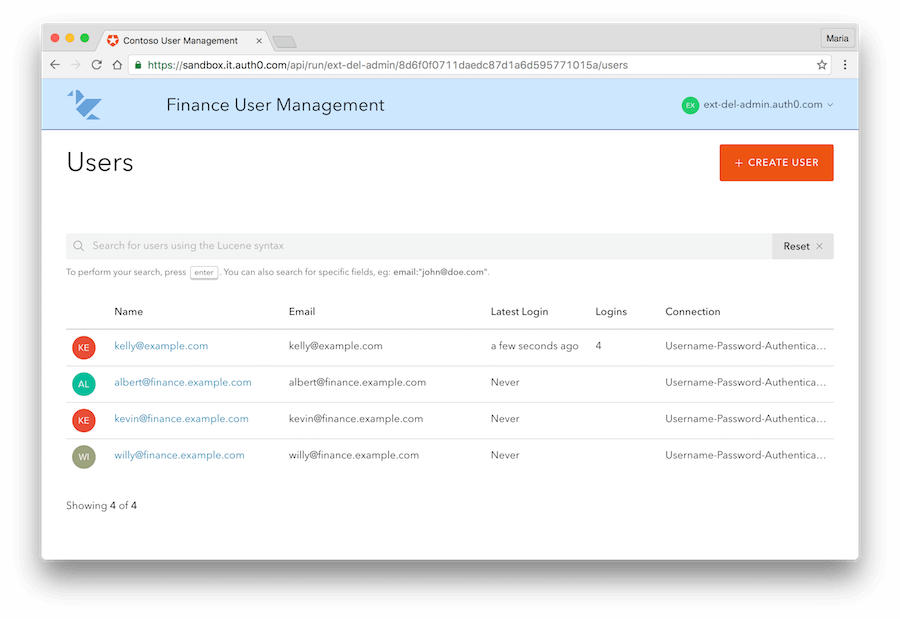 Contoso User Management
Maria
https://sandbox.it.auth0.com/api/run/ext-del-admin/8d6f0f0711daedc87d1a6d595771015a/users
Finance User Management
EX ext-del-admin.auth0.com
Users
+ CREATE USER
Search for users using the Lucene syntax
Reset ×
To perform your search, press enter. You can also search for specific fields, eg: email:"john@doe.com".
Name Email Latest Login Logins Connection
KE kelly@example.com kelly@example.com a few seconds ago 4 Username-Password-Authentica...
AL albert@finance.example.com albert@finance.example.com Never Username-Password-Authentica...
KE kevin@finance.example.com kevin@finance.example.com Never Username-Password-Authentica...
WI willy@finance.example.com willy@finance.example.com Never Username-Password-Authentica...
Showing 4 of 4